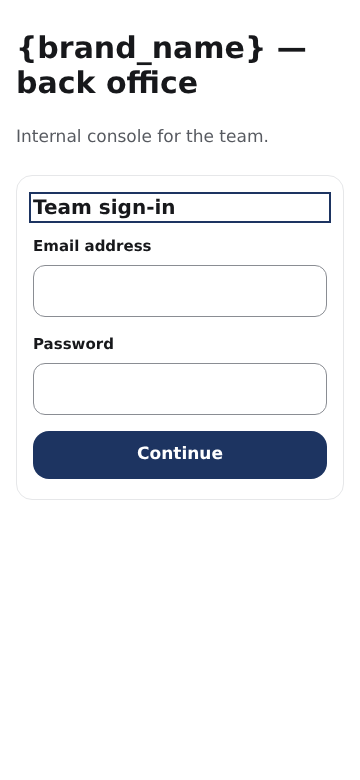 {brand_name} —
back office
Internal console for the team.
Team sign-in
Email address
Password
Continue